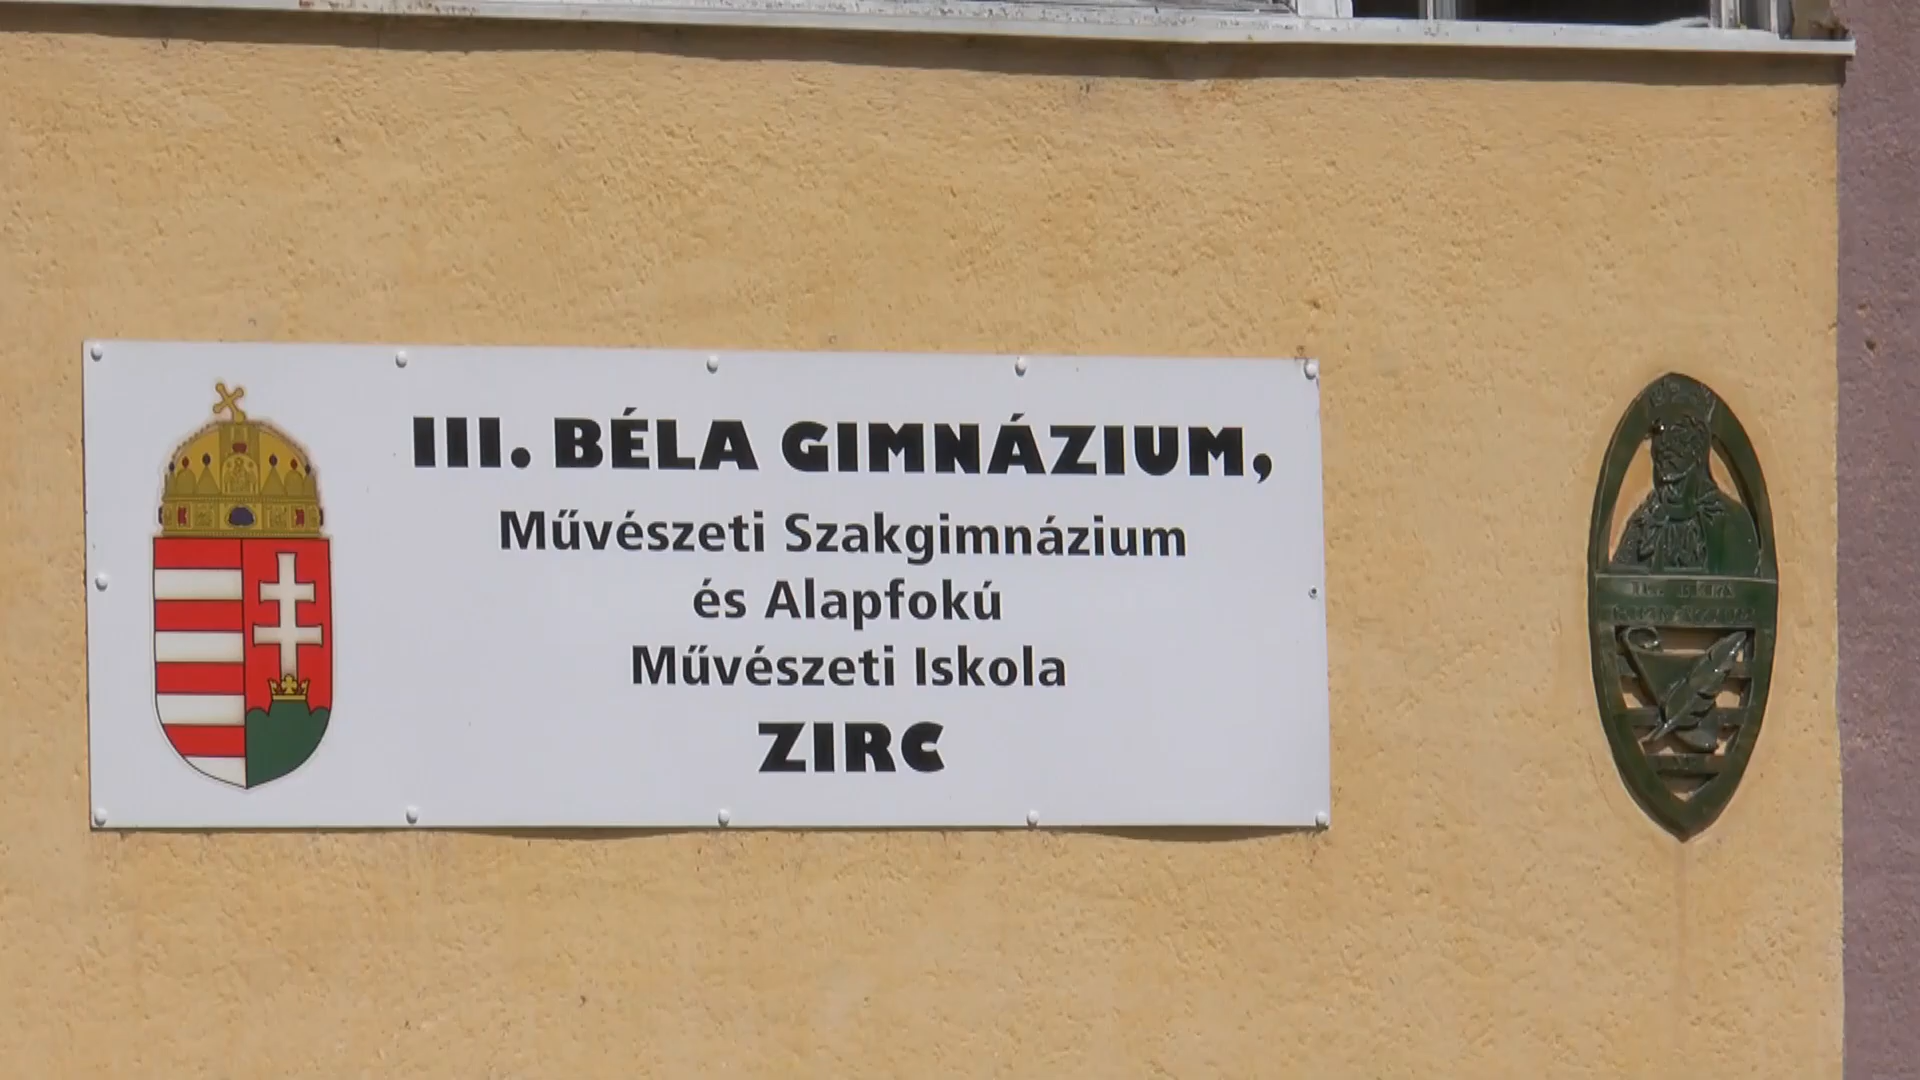 III. BÉLA GIMNÁZIUM,
Művészeti Szakgimnázium
és Alapfokú
Művészeti Iskola
ZIRC